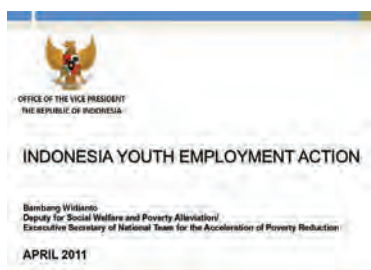 OFFICE OF THE VICE PRESIDENT
THE REPUBLIC OF INDONESIA
INDONESIA YOUTH EMPLOYMENT ACTION
Bambang Widianto
Deputy for Social Welfare and Poverty Alleviation/
Excecutive Secretary of National Team for the Acceleration of Poverty Reduction
APRIL 2011